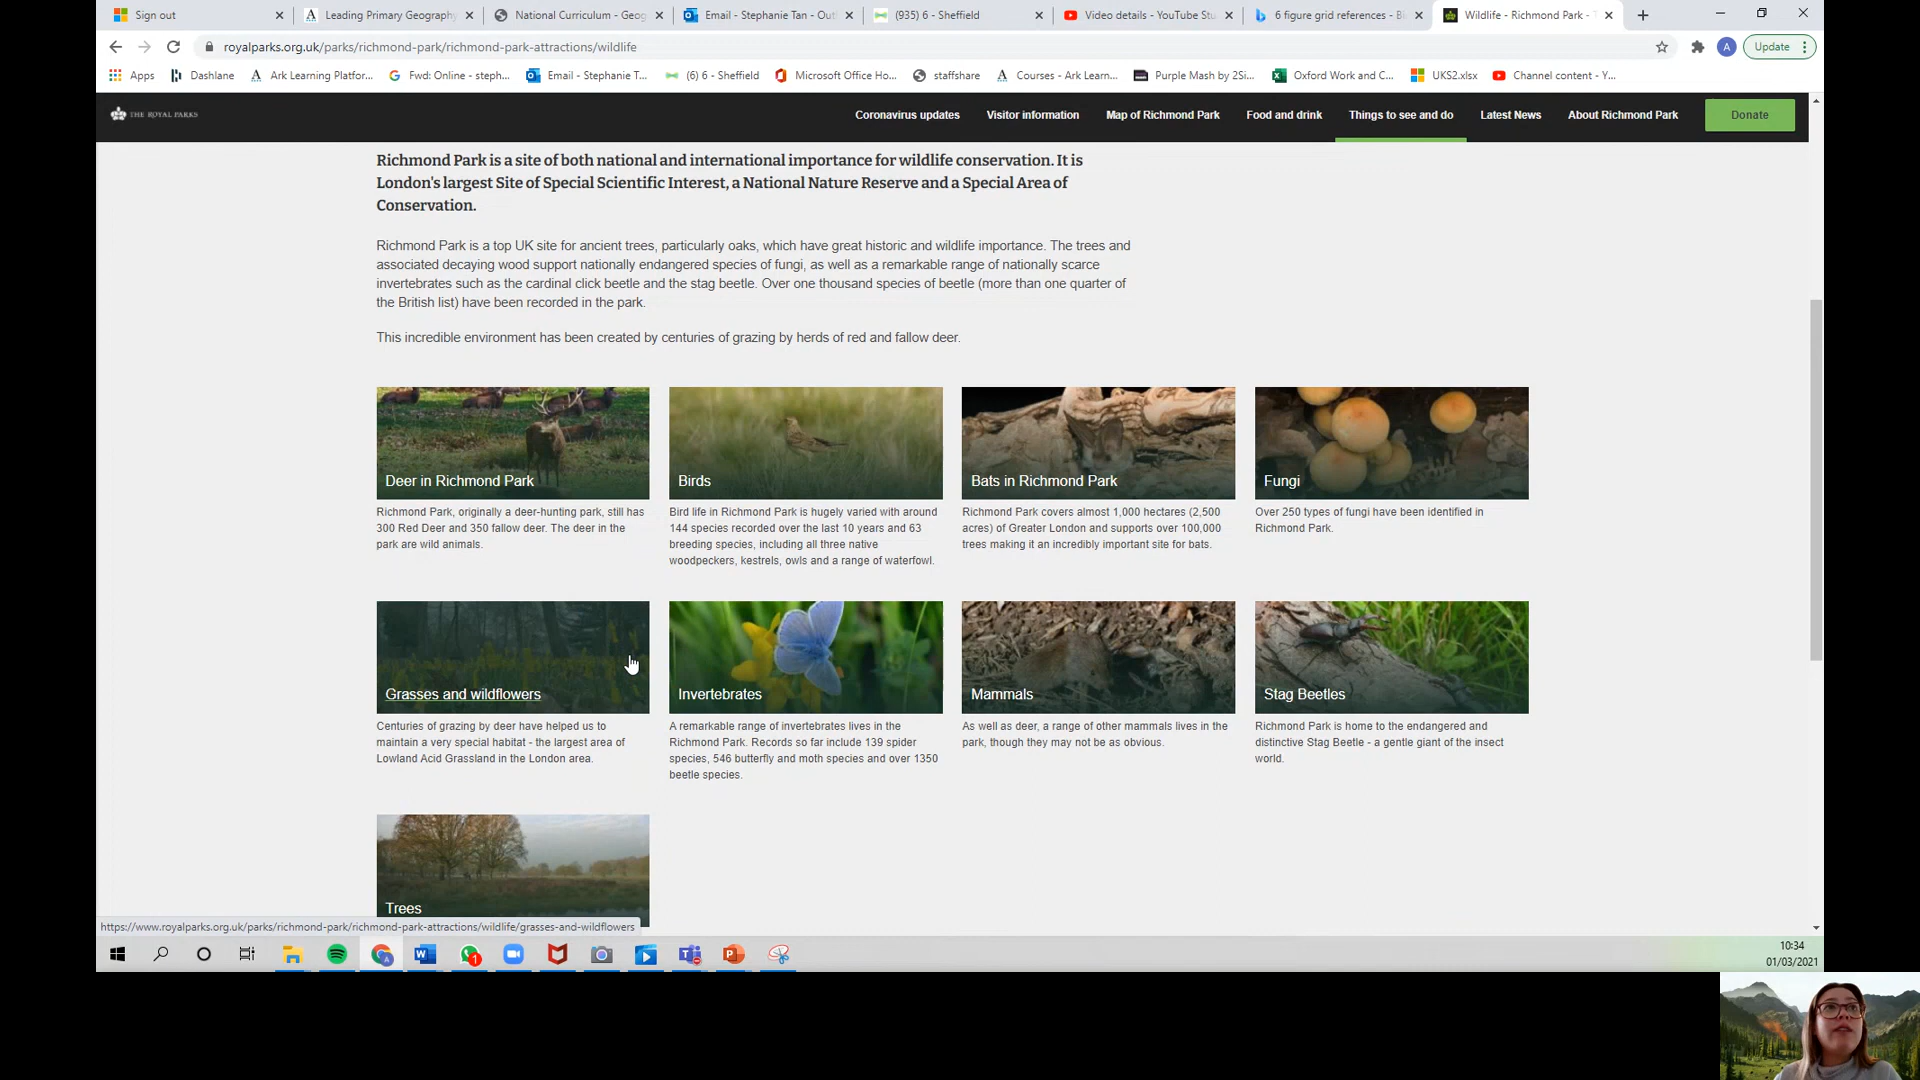 Sign out
Leading Primary Geography
National Curriculum - Geog
Email - Stephanie Tan - Out
(935) 6 - Sheffield
Video details - YouTube Stu
6 figure grid references - B
Wildlife - Richmond Park - T
royalparks.org.uk/parks/richmond-park/richmond-park-attractions/wildlife
A
Update
Apps
Dashlane
Ark Learning Platfor...
Fwd: Online - steph...
Email - Stephanie T...
(6) 6 - Sheffield
Microsoft Office Ho...
staffshare
Courses - Ark Learn...
Purple Mash by 2Si...
Oxford Work and C...
UKS2.xlsx
Channel content - Y...
THE ROYAL PARKS
Coronavirus updates
Visitor information
Map of Richmond Park
Food and drink
Things to see and do
Latest News
About Richmond Park
Donate
Richmond Park is a site of both national and international importance for wildlife conservation. It is
London's largest Site of Special Scientific Interest, a National Nature Reserve and a Special Area of
Conservation.
Richmond Park is a top UK site for ancient trees, particularly oaks, which have great historic and wildlife importance. The trees and
associated decaying wood support nationally endangered species of fungi, as well as a remarkable range of nationally scarce
invertebrates such as the cardinal click beetle and the stag beetle. Over one thousand species of beetle (more than one quarter of
the British list) have been recorded in the park.
This incredible environment has been created by centuries of grazing by herds of red and fallow deer.
Deer in Richmond Park
Richmond Park, originally a deer-hunting park, still has
300 Red Deer and 350 fallow deer. The deer in the
park are wild animals.
Birds
Bird life in Richmond Park is hugely varied with around
144 species recorded over the last 10 years and 63
breeding species, including all three native
woodpeckers, kestrels, owls and a range of waterfowl.
Bats in Richmond Park
Richmond Park covers almost 1,000 hectares (2,500
acres) of Greater London and supports over 100,000
trees making it an incredibly important site for bats.
Fungi
Over 250 types of fungi have been identified in
Richmond Park.
Grasses and wildflowers
Centuries of grazing by deer have helped us to
maintain a very special habitat - the largest area of
Lowland Acid Grassland in the London area.
Invertebrates
A remarkable range of invertebrates lives in the
Richmond Park. Records so far include 139 spider
species, 546 butterfly and moth species and over 1350
beetle species.
Mammals
As well as deer, a range of other mammals lives in the
park, though they may not be as obvious.
Stag Beetles
Richmond Park is home to the endangered and
distinctive Stag Beetle - a gentle giant of the insect
world.
Trees
https://www.royalparks.org.uk/parks/richmond-park/richmond-park-attractions/wildlife/grasses-and-wildflowers
10:34
01/03/2021